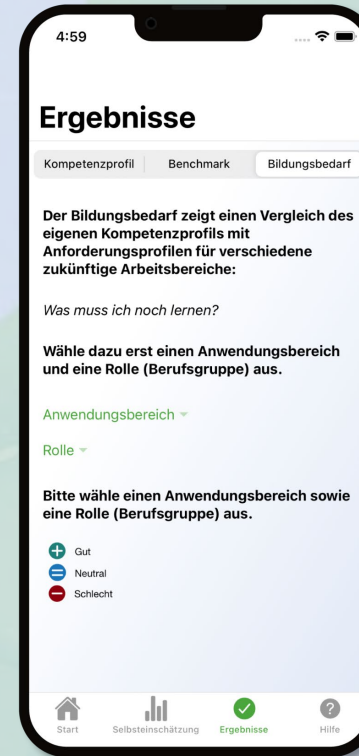 4:59
Ergebnisse
Kompetenzprofil Benchmark Bildungsbedarf
Der Bildungsbedarf zeigt einen Vergleich des
eigenen Kompetenzprofils mit
Anforderungsprofilen für verschiedene
zukünftige Arbeitsbereiche:
Was muss ich noch lernen?
Wähle dazu erst einen Anwendungsbereich
und eine Rolle (Berufsgruppe) aus.
Anwendungsbereich
Rolle
Bitte wähle einen Anwendungsbereich sowie
eine Rolle (Berufsgruppe) aus.
Gut
Neutral
Schlecht
Start Selbsteinschätzung Ergebnisse Hilfe